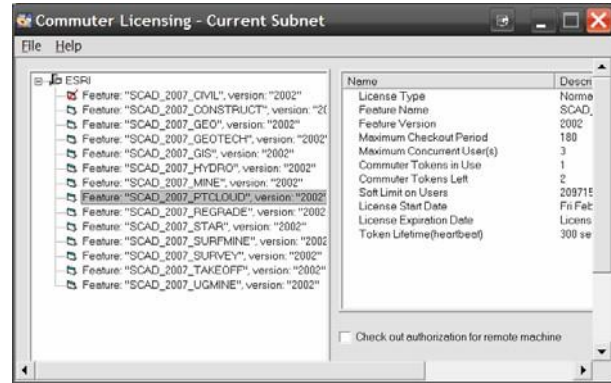 Commuter Licensing - Current Subnet
File Help
ESRI
Feature: "SCAD_2007_CIVIL", version: "2002"
Feature: "SCAD_2007_CONSTRUCT", version: "20
Feature: "SCAD_2007_GEO", version: "2002"
Feature: "SCAD_2007_GEOTECH", version: "2002"
Feature: "SCAD_2007_GIS", version: "2002"
Feature: "SCAD_2007_HYDRO", version: "2002"
Feature: "SCAD_2007_MINE", version: "2002"
Feature: "SCAD_2007_PTCLOUD", version: "2002"
Feature: "SCAD_2007_REGRADE", version: "2002
Feature: "SCAD_2007_STAR", version: "2002"
Feature: "SCAD_2007_SURFMINE", version: "2002
Feature: "SCAD_2007_SURVEY", version: "2002"
Feature: "SCAD_2007_TAKEOFF", version: "2002"
Feature: "SCAD_2007_UGMINE", version: "2002"
Name Descri
License Type Norma
Feature Name SCAD_
Feature Version 2002
Maximum Checkout Period 180
Maximum Concurrent User(s) 3
Commuter Tokens in Use 1
Commuter Tokens Left 2
Soft Limit on Users 209715
License Start Date Fri Feb
License Expiration Date Licens
Token Lifetime(heartbeat) 300 se
Check out authorization for remote machine